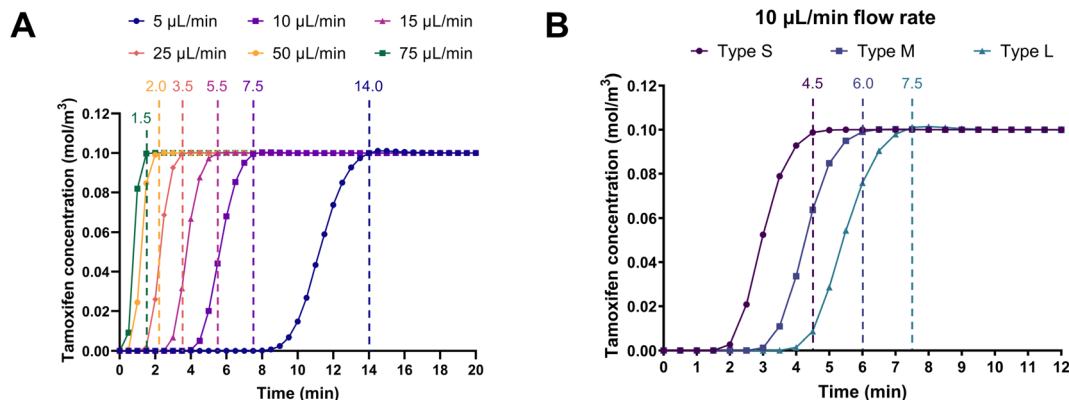 A
5 µL/min
10 µL/min
15 µL/min
25 µL/min
50 µL/min
75 µL/min
1.5
2.0
3.5
5.5
7.5
14.0
Tamoxifen concentration (mol/m³)
0.12
0.10
0.08
0.06
0.04
0.02
0.00
0 2 4 6 8 10 12 14 16 18 20
Time (min)
B
10 µL/min flow rate
Type S
Type M
Type L
4.5
6.0
7.5
Tamoxifen concentration (mol/m³)
0.12
0.10
0.08
0.06
0.04
0.02
0.00
0 1 2 3 4 5 6 7 8 9 10 11 12
Time (min)